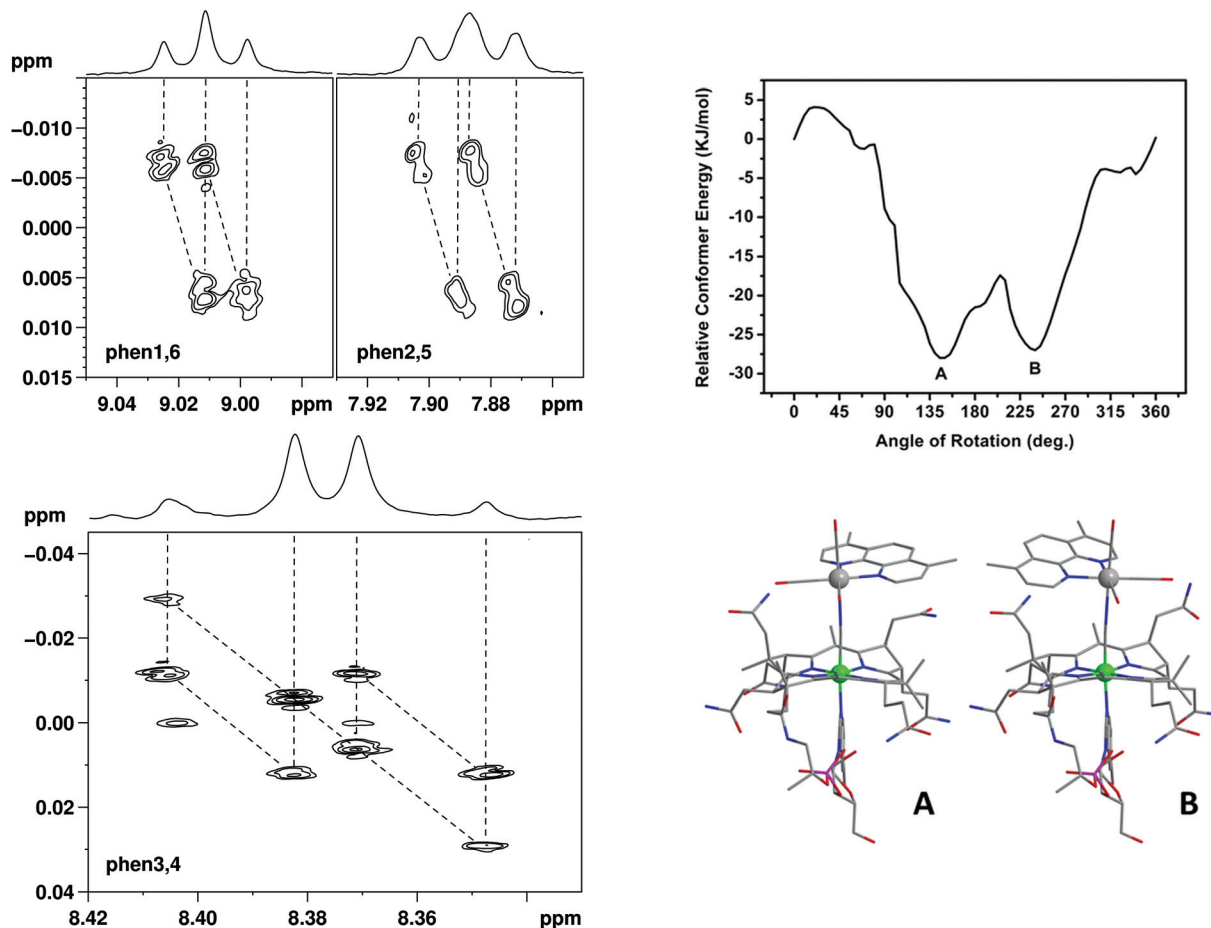 ppm
−0.010
−0.005
0.000
0.005
0.010
0.015
phen1,6
phen2,5
9.04 9.02 9.00 ppm
7.92 7.90 7.88 ppm
ppm
−0.04
−0.02
0.00
0.02
0.04
phen3,4
8.42 8.40 8.38 8.36 ppm
Relative Conformer Energy (KJ/mol)
5
0
-5
-10
-15
-20
-25
-30
A
B
0 45 90 135 180 225 270 315 360
Angle of Rotation (deg.)
A
B